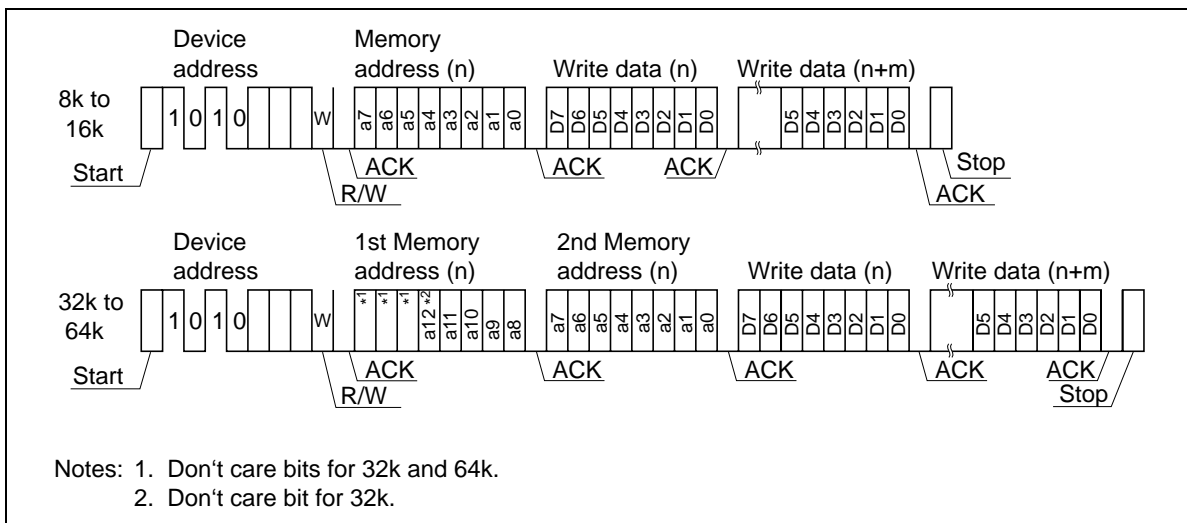 Device address Memory address (n) Write data (n) Write data (n+m)
8k to 16k
1 0 1 0 W a7 a6 a5 a4 a3 a2 a1 a0 D7 D6 D5 D4 D3 D2 D1 D0 D5 D4 D3 D2 D1 D0
Start ACK ACK ACK Stop
R/W ACK
Device address 1st Memory address (n) 2nd Memory address (n) Write data (n) Write data (n+m)
32k to 64k
1 0 1 0 W *1 *1 *1 a12*2 a11 a10 a9 a8 a7 a6 a5 a4 a3 a2 a1 a0 D7 D6 D5 D4 D3 D2 D1 D0 D5 D4 D3 D2 D1 D0
Start ACK ACK ACK ACK ACK
R/W Stop
Notes: 1. Don‘t care bits for 32k and 64k.
2. Don‘t care bit for 32k.